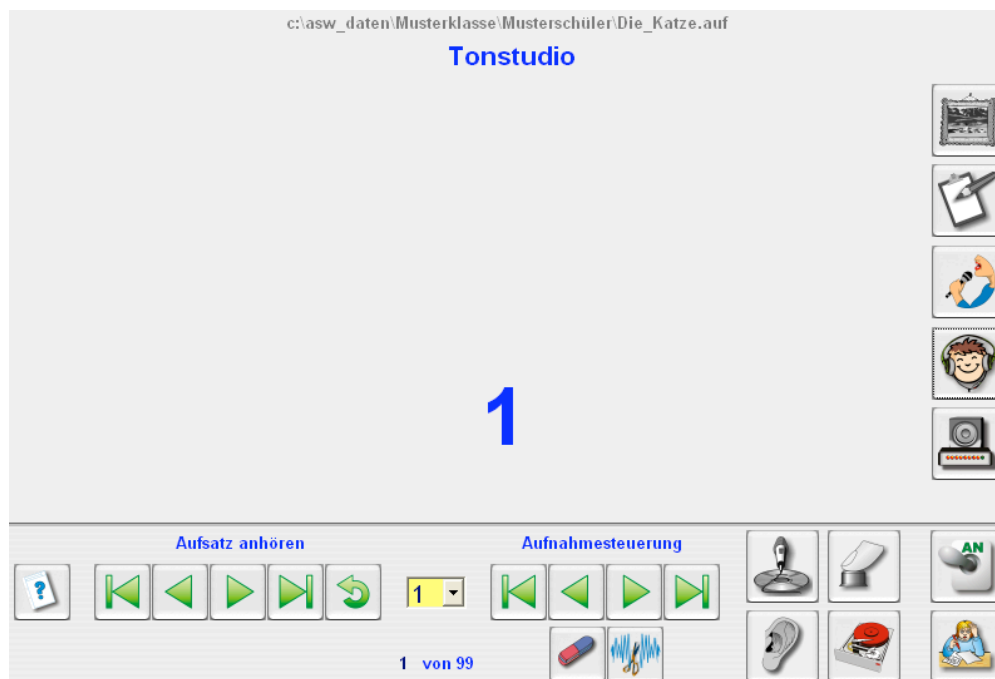 c:\asw_daten\Musterklasse\Musterschüler\Die_Katze.auf
Tonstudio
1
Aufsatz anhören
Aufnahmesteuerung
AN
?
1
1 von 99